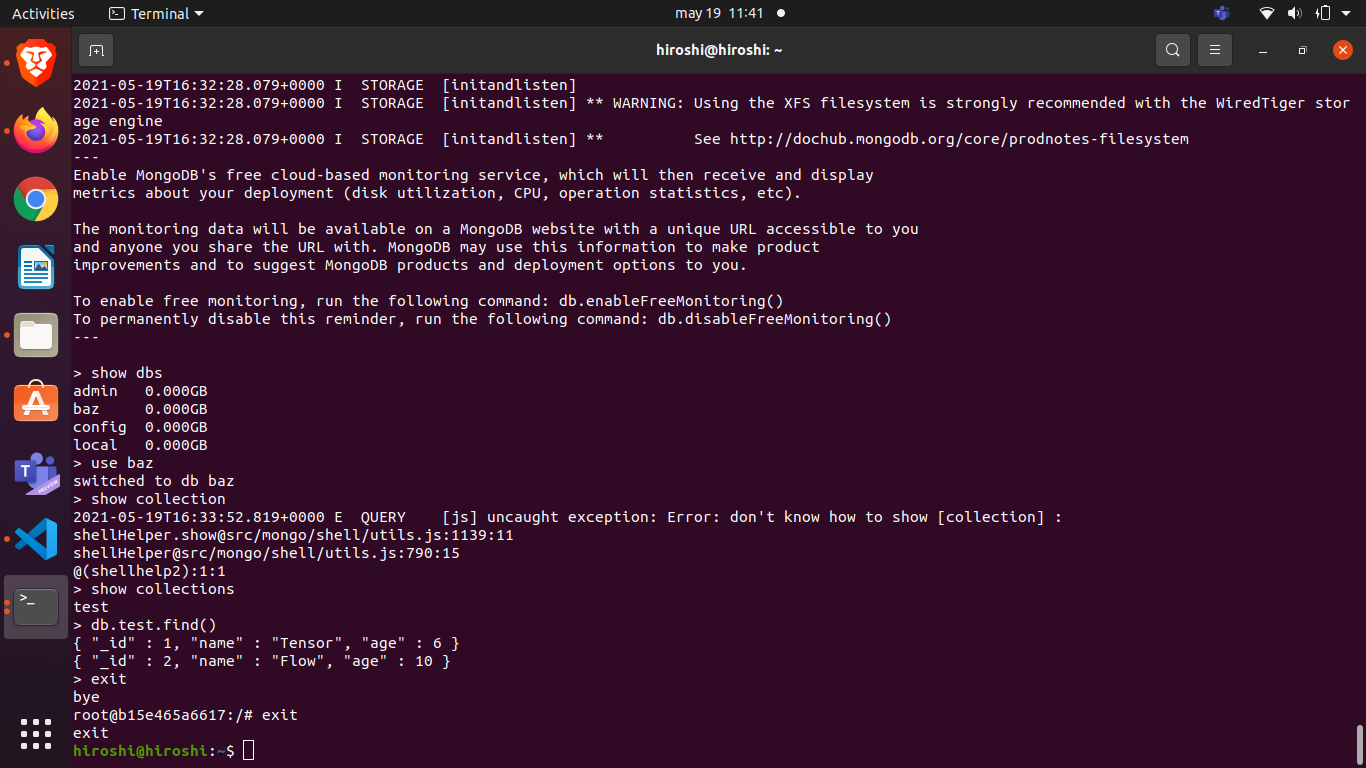 Activities Terminal may 19 11:41
hiroshi@hiroshi: ~
2021-05-19T16:32:28.079+0000 I  STORAGE  [initandlisten]
2021-05-19T16:32:28.079+0000 I  STORAGE  [initandlisten] ** WARNING: Using the XFS filesystem is strongly recommended with the WiredTiger stor
age engine
2021-05-19T16:32:28.079+0000 I  STORAGE  [initandlisten] **          See http://dochub.mongodb.org/core/prodnotes-filesystem
---
Enable MongoDB's free cloud-based monitoring service, which will then receive and display
metrics about your deployment (disk utilization, CPU, operation statistics, etc).

The monitoring data will be available on a MongoDB website with a unique URL accessible to you
and anyone you share the URL with. MongoDB may use this information to make product
improvements and to suggest MongoDB products and deployment options to you.

To enable free monitoring, run the following command: db.enableFreeMonitoring()
To permanently disable this reminder, run the following command: db.disableFreeMonitoring()
---

> show dbs
admin   0.000GB
baz     0.000GB
config  0.000GB
local   0.000GB
> use baz
switched to db baz
> show collection
2021-05-19T16:33:52.819+0000 E  QUERY    [js] uncaught exception: Error: don't know how to show [collection] :
shellHelper.show@src/mongo/shell/utils.js:1139:11
shellHelper@src/mongo/shell/utils.js:790:15
@(shellhelp2):1:1
> show collections
test
> db.test.find()
{ "_id" : 1, "name" : "Tensor", "age" : 6 }
{ "_id" : 2, "name" : "Flow", "age" : 10 }
> exit
bye
root@b15e465a6617:/# exit
exit
hiroshi@hiroshi:~$